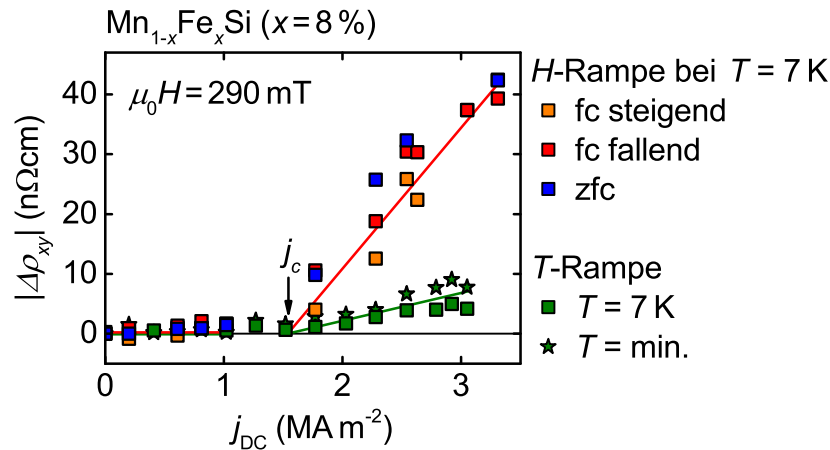 Mn1-xFexSi (x = 8 %)
μ0H = 290 mT
jc
|Δρxy| (nΩcm)
40
30
20
10
0
0 1 2 3
jDC (MA m-2)
H-Rampe bei T = 7 K
fc steigend
fc fallend
zfc
T-Rampe
T = 7 K
T = min.